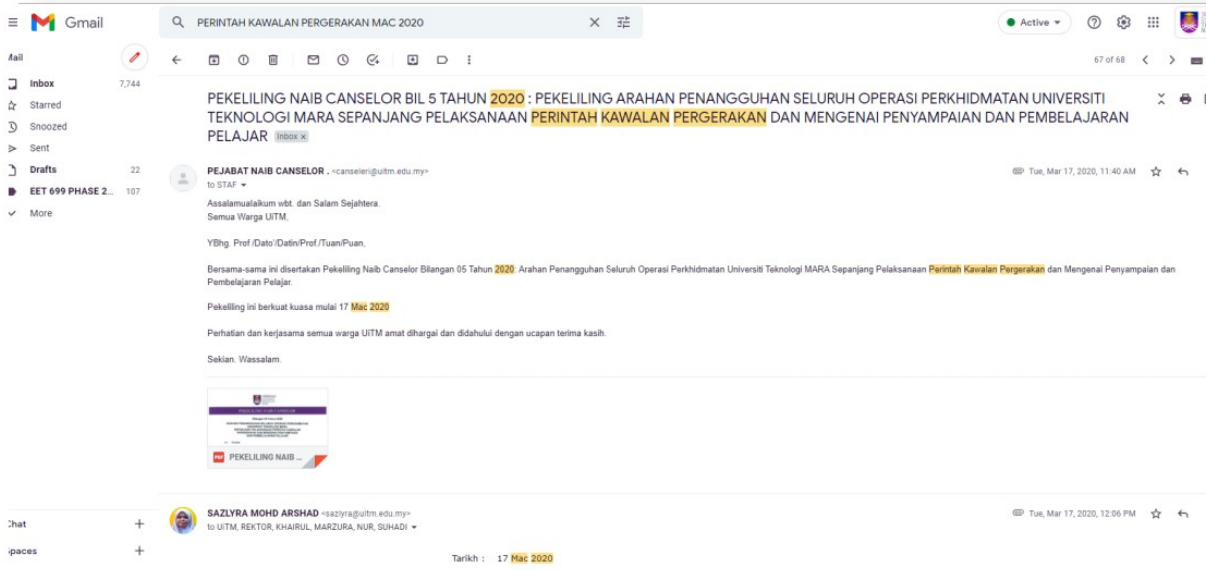 Gmail
PERINTAH KAWALAN PERGERAKAN MAC 2020
Active
Mail
67 of 68
Inbox 7,744
Starred
Snoozed
Sent
Drafts 22
EET 699 PHASE 2... 107
More
PEKELILING NAIB CANSELOR BIL 5 TAHUN 2020 : PEKELILING ARAHAN PENANGGUHAN SELURUH OPERASI PERKHIDMATAN UNIVERSITI
TEKNOLOGI MARA SEPANJANG PELAKSANAAN PERINTAH KAWALAN PERGERAKAN DAN MENGENAI PENYAMPAIAN DAN PEMBELAJARAN
PELAJAR Inbox x
PEJABAT NAIB CANSELOR . <canseleri@uitm.edu.my> Tue, Mar 17, 2020, 11:40 AM
to STAF
Assalamualaikum wbt. dan Salam Sejahtera.
Semua Warga UiTM,
YBhg. Prof./Dato'/Datin/Prof./Tuan/Puan,
Bersama-sama ini disertakan Pekeliling Naib Canselor Bilangan 05 Tahun 2020: Arahan Penangguhan Seluruh Operasi Perkhidmatan Universiti Teknologi MARA Sepanjang Pelaksanaan Perintah Kawalan Pergerakan dan Mengenai Penyampaian dan
Pembelajaran Pelajar.
Pekeliling ini berkuat kuasa mulai 17 Mac 2020
Perhatian dan kerjasama semua warga UiTM amat dihargai dan didahului dengan ucapan terima kasih.
Sekian. Wassalam.
PEKELILING NAIB CANSELOR
PDF PEKELILING NAIB ...
SAZLYRA MOHD ARSHAD <sazlyra@uitm.edu.my> Tue, Mar 17, 2020, 12:06 PM
to UiTM, REKTOR, KHAIRUL, MARZURA, NUR, SUHADI
Chat
Spaces
Tarikh : 17 Mac 2020